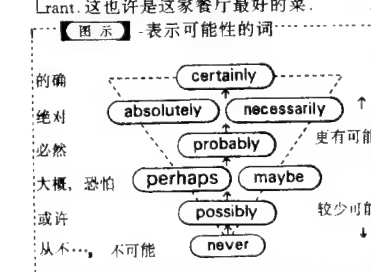 Lrant. 这也许是这家餐厅最好的菜.
图示 -表示可能性的词
的确 certainly
绝对 absolutely necessarily ↑
必然 probably 更有可能
大概, 恐怕 perhaps maybe
或许 possibly 较少可能
从不…, 不可能 never ↓